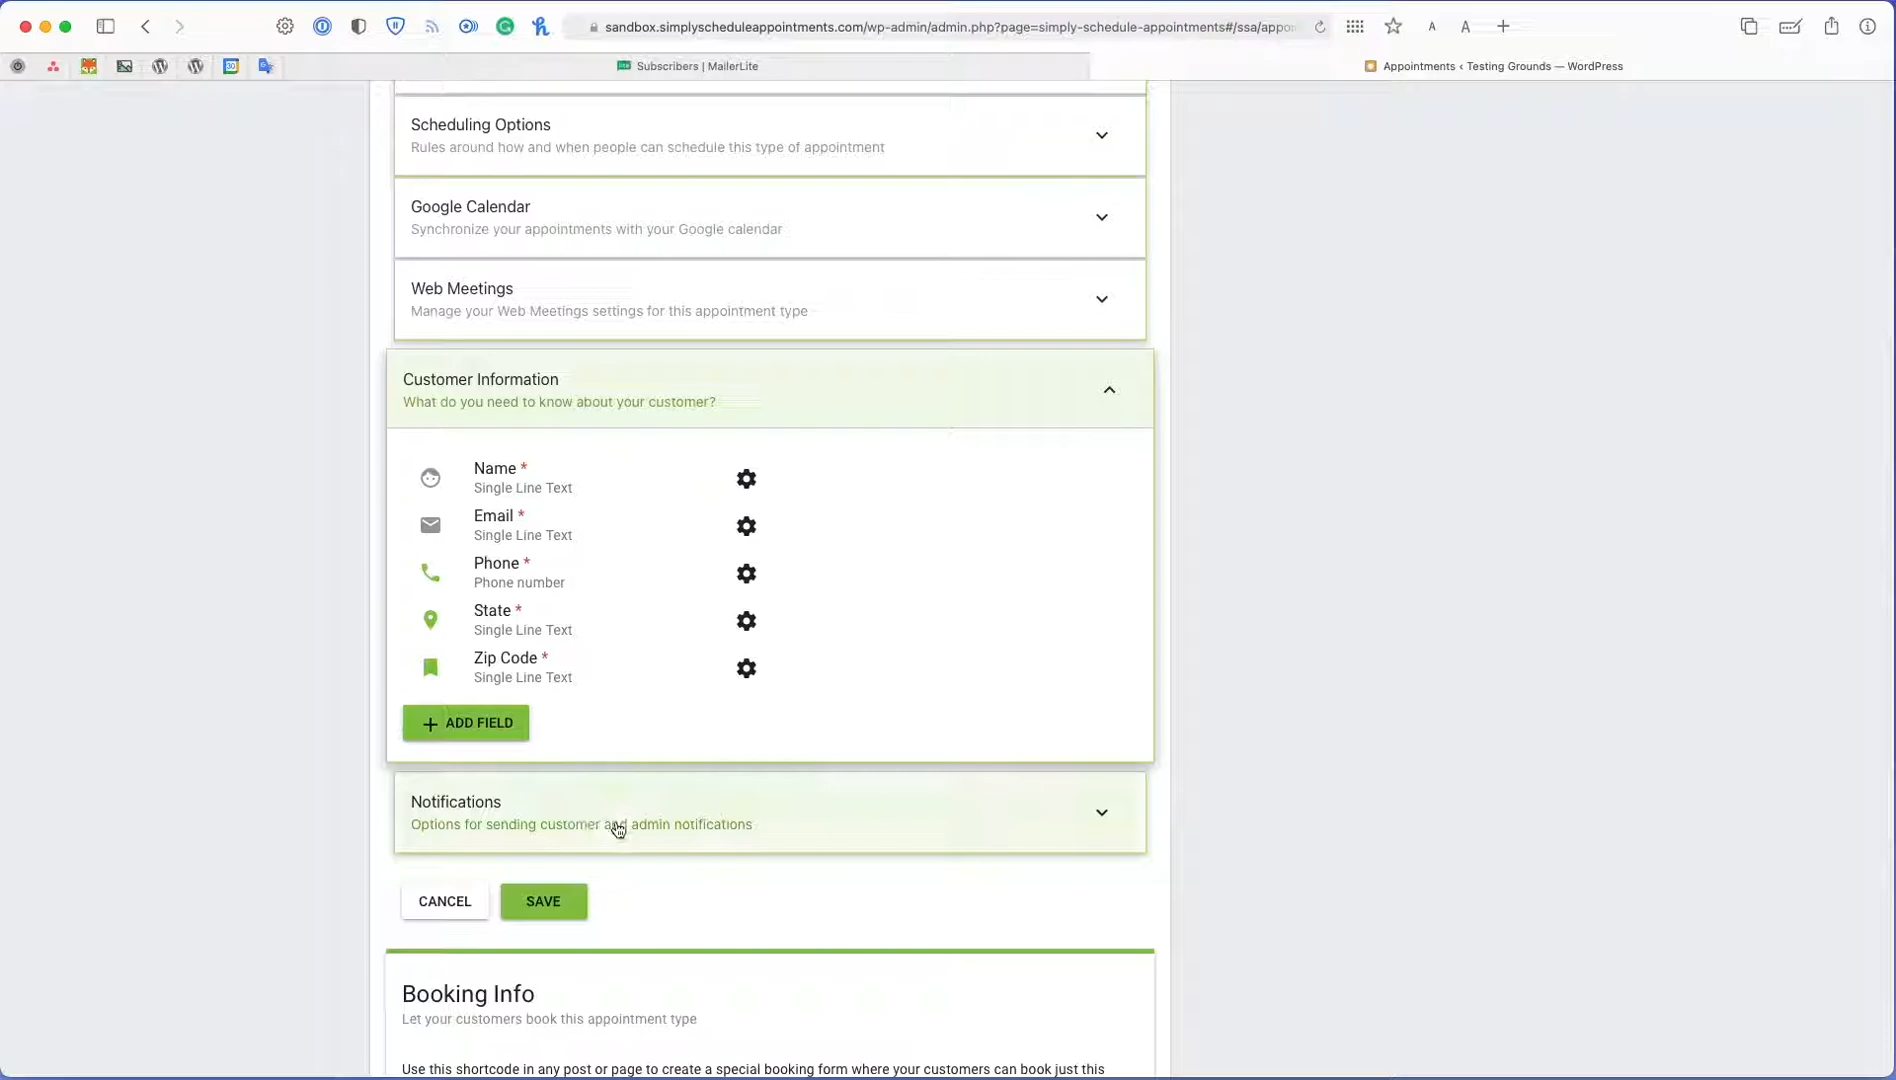 sandbox.simplyscheduleappointments.com/wp-admin/admin.php?page=simply-schedule-appointments#/ssa/appo
A
A
Subscribers | MailerLite
Appointments ‹ Testing Grounds — WordPress
Scheduling Options
Rules around how and when people can schedule this type of appointment
Google Calendar
Synchronize your appointments with your Google calendar
Web Meetings
Manage your Web Meetings settings for this appointment type
Customer Information
What do you need to know about your customer?
Name *
Single Line Text
Email *
Single Line Text
Phone *
Phone number
State *
Single Line Text
Zip Code *
Single Line Text
+ ADD FIELD
Notifications
Options for sending customer and admin notifications
CANCEL
SAVE
Booking Info
Let your customers book this appointment type
Use this shortcode in any post or page to create a special booking form where your customers can book just this